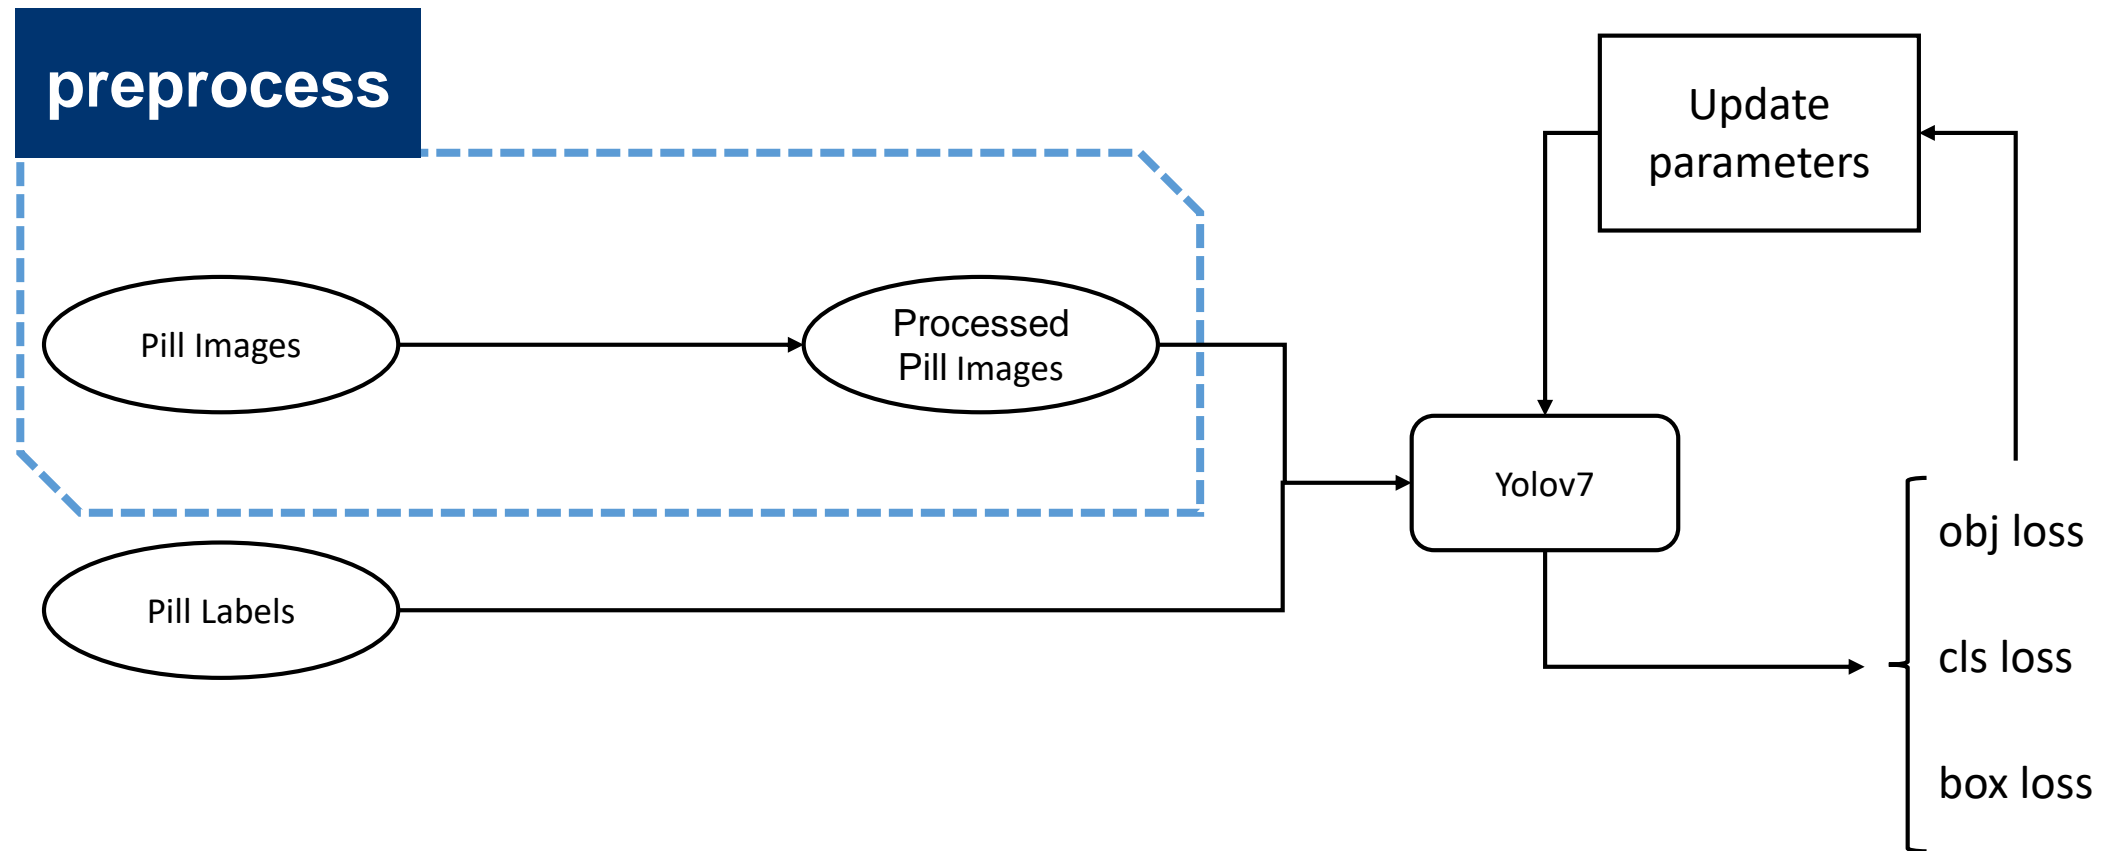 preprocess
Update
parameters
Pill Images
Processed
Pill Images
Yolov7
Pill Labels
obj loss
cls loss
box loss